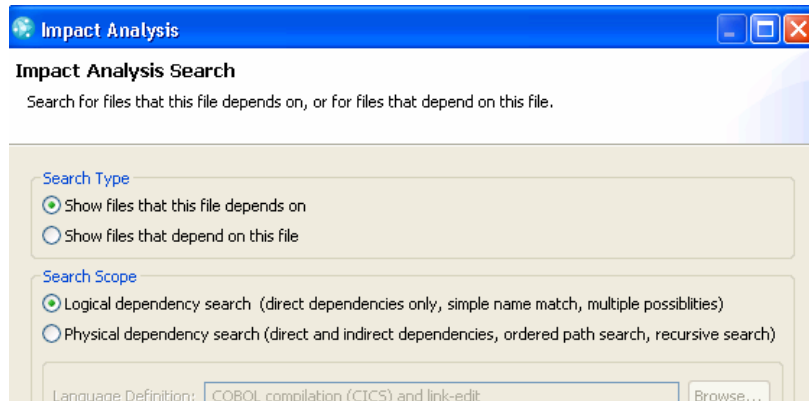 Impact Analysis
Impact Analysis Search
Search for files that this file depends on, or for files that depend on this file.
Search Type
Show files that this file depends on
Show files that depend on this file
Search Scope
Logical dependency search (direct dependencies only, simple name match, multiple possiblities)
Physical dependency search (direct and indirect dependencies, ordered path search, recursive search)
Language Definition: COBOL compilation (CICS) and link-edit Browse...